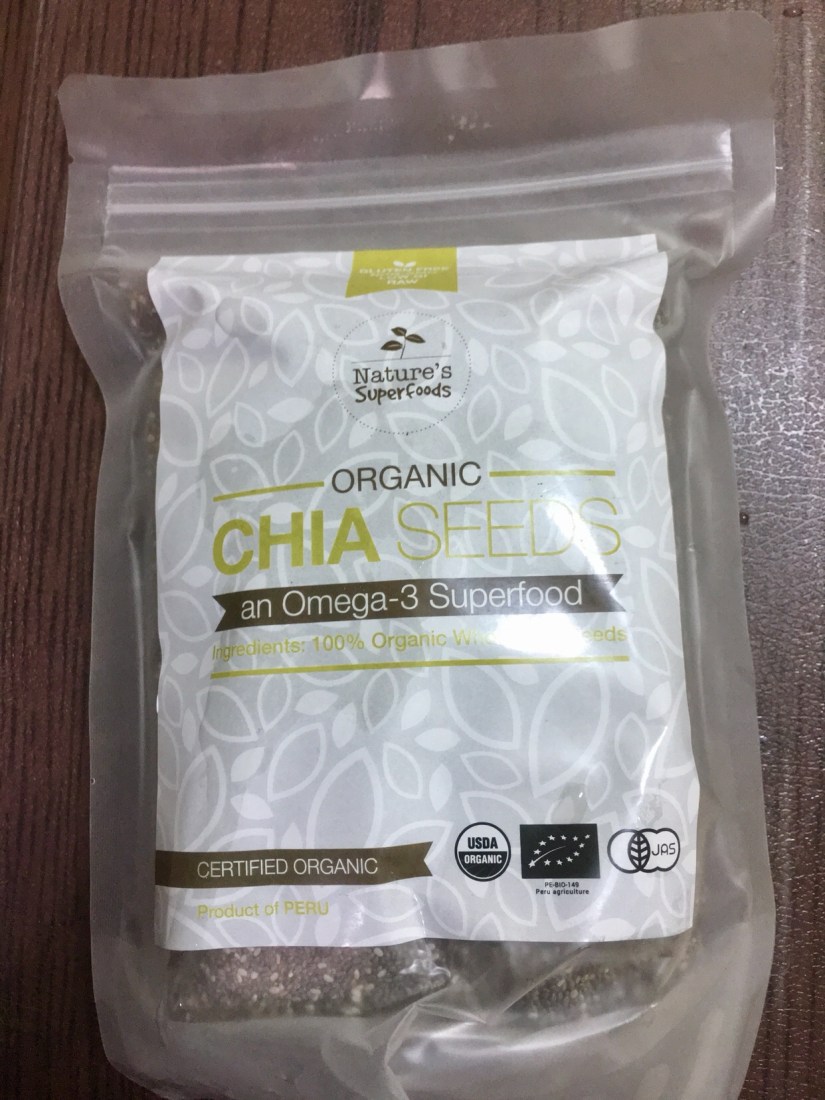 GLUTEN FREE
RAW
Nature's
Superfoods
ORGANIC
CHIA SEEDS
an Omega-3 Superfood
Ingredients: 100% Organic
CERTIFIED ORGANIC
USDA
ORGANIC
PE-BIO-149
Peru agriculture
JAS
Product of PERU